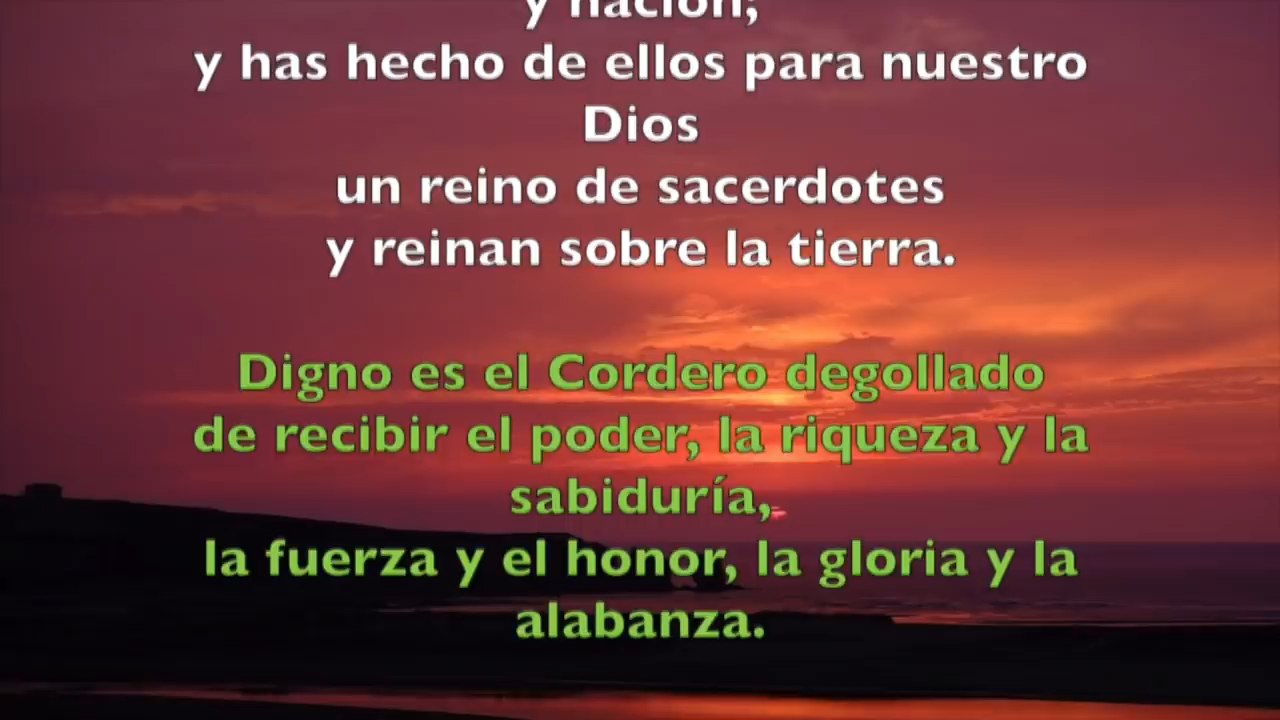 y nación;
y has hecho de ellos para nuestro
Dios
un reino de sacerdotes
y reinan sobre la tierra.
Digno es el Cordero degollado
de recibir el poder, la riqueza y la
sabiduría,
la fuerza y el honor, la gloria y la
alabanza.